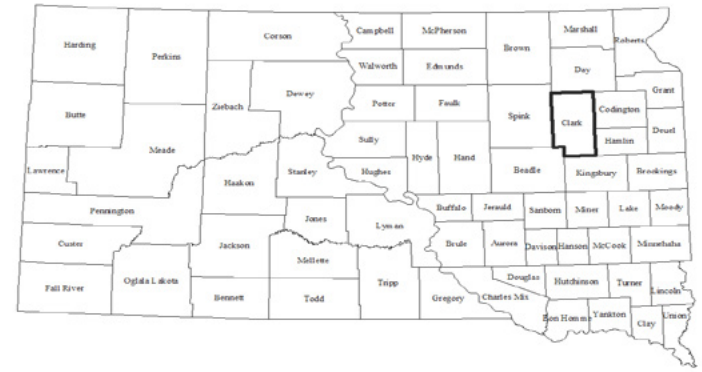 Harding
Perkins
Corson
Campbell
McPherson
Brown
Marshall
Roberts
Walworth
Edmunds
Day
Grant
Butte
Ziebach
Dewey
Potter
Faulk
Spink
Clark
Codington
Deuel
Hamlin
Meade
Sully
Hyde
Hand
Beadle
Kingsbury
Brookings
Lawrence
Haakon
Stanley
Hughes
Pennington
Jones
Lyman
Buffalo
Jerauld
Sanborn
Miner
Lake
Moody
Custer
Jackson
Mellette
Brule
Aurora
Davison
Hanson
McCook
Minnehaha
Fall River
Oglala Lakota
Bennett
Todd
Tripp
Gregory
Charles Mix
Douglas
Hutchinson
Turner
Lincoln
Bon Homme
Yankton
Clay
Union